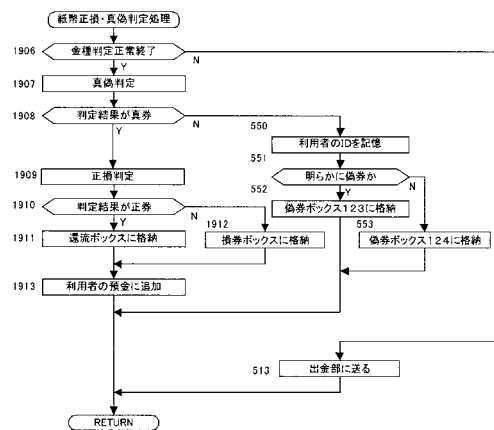 紙幣正損・真偽判定処理
1906 金種判定正常終了 N
Y
1907 真偽判定
1908 判定結果が真券 N
Y
550 利用者のIDを記憶
551
明らかに偽券か N
552 Y
偽券ボックス123に格納
553 偽券ボックス124に格納
1909 正損判定
1910 判定結果が正券 N
Y
1911 還流ボックスに格納
1912 損券ボックスに格納
1913 利用者の預金に追加
513 出金部に送る
RETURN